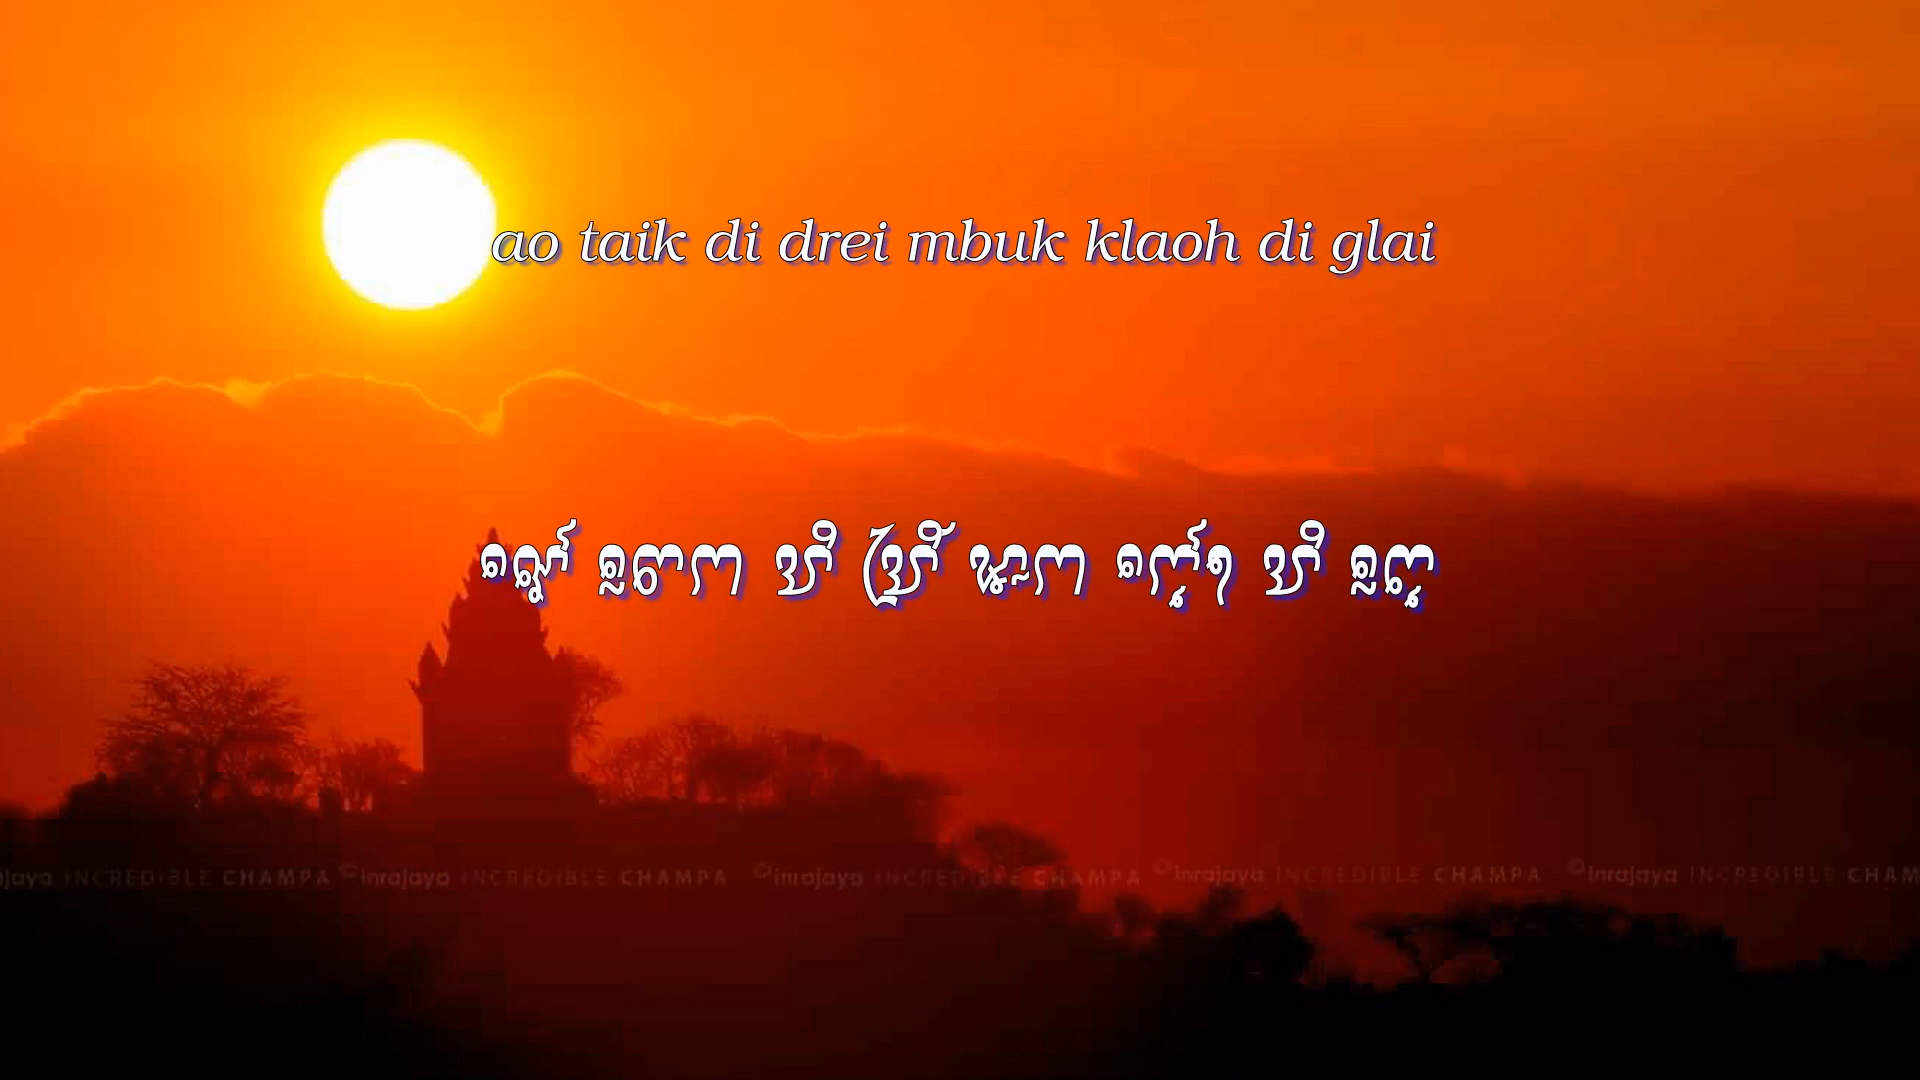 ao taik di drei mbuk klaoh di glai
ꨀꨯꨱ ꨓꨰꩀ ꨕꨪ ꨕꨴꨬ ꨡꨭꩀ ꨆꨵꨯꨱꩍ ꨕꨪ ꨈꨵꨰ
©inrajaya INCREDIBLE CHAMPA ©inrajaya INCREDIBLE CHAMPA ©inrajaya INCREDIBLE CHAMPA ©inrajaya INCREDIBLE CHAMPA